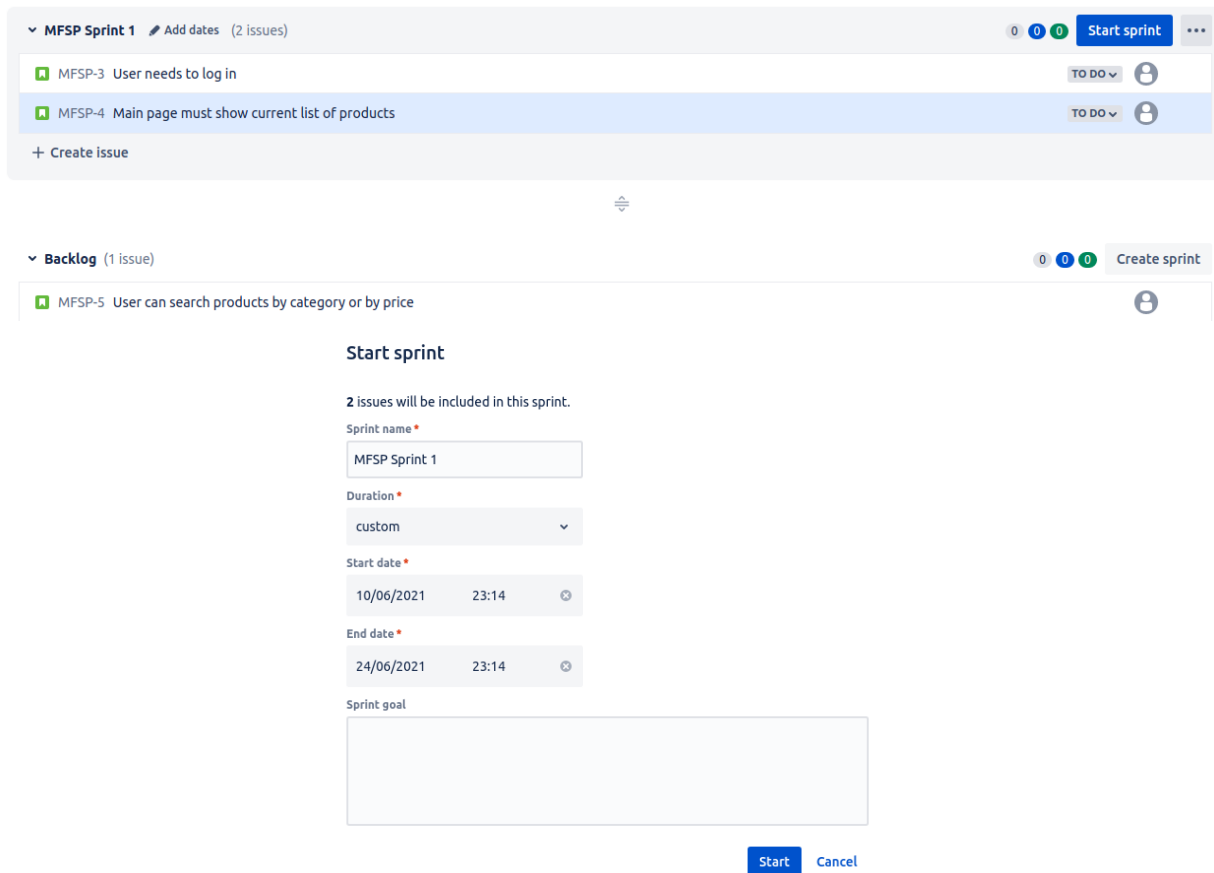 MFSP Sprint 1 Add dates (2 issues) 0 0 0 Start sprint
MFSP-3 User needs to log in TO DO
MFSP-4 Main page must show current list of products TO DO
+ Create issue
Backlog (1 issue) 0 0 0 Create sprint
MFSP-5 User can search products by category or by price
Start sprint
2 issues will be included in this sprint.
Sprint name*
MFSP Sprint 1
Duration*
custom
Start date*
10/06/2021 23:14
End date*
24/06/2021 23:14
Sprint goal
Start Cancel